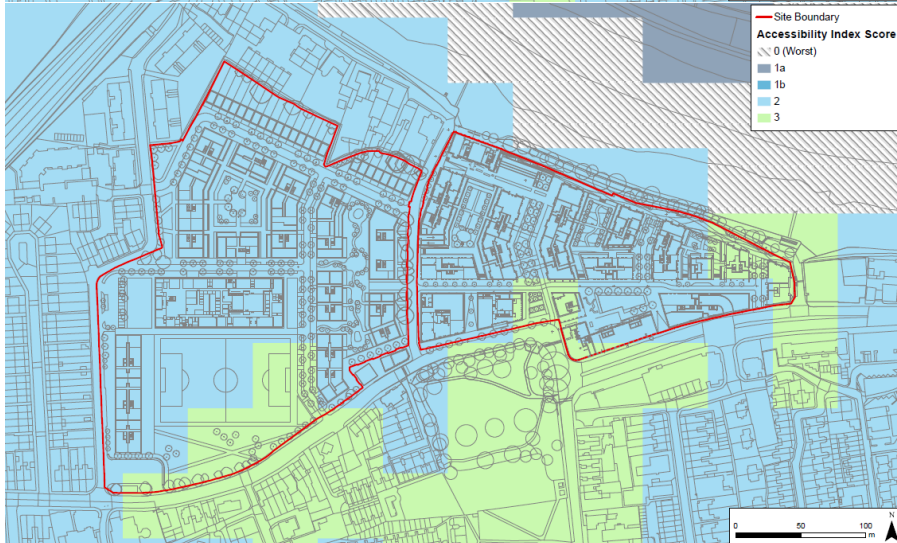 Site Boundary
Accessibility Index Score
0 (Worst)
1a
1b
2
3
N
0 50 100
m